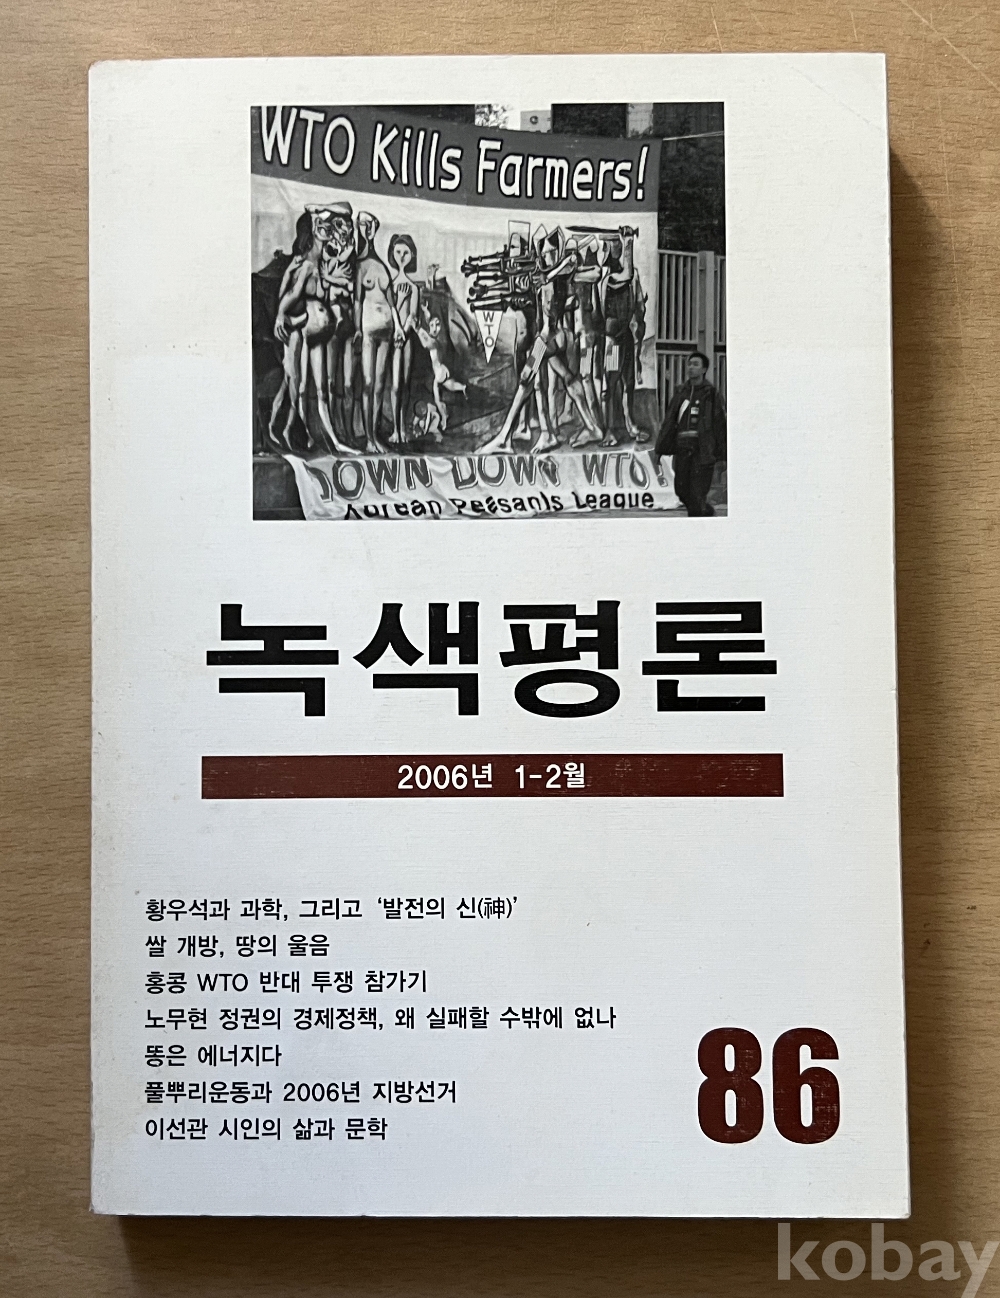 WTO Kills Farmers!
WTO
DOWN DOWN WTO!
Korean Peasants League
녹색평론
2006년 1-2월
황우석과 과학, 그리고 ‘발전의 신(神)’
쌀 개방, 땅의 울음
홍콩 WTO 반대 투쟁 참가기
노무현 정권의 경제정책, 왜 실패할 수밖에 없나
똥은 에너지다
풀뿌리운동과 2006년 지방선거
이선관 시인의 삶과 문학
86
kobay